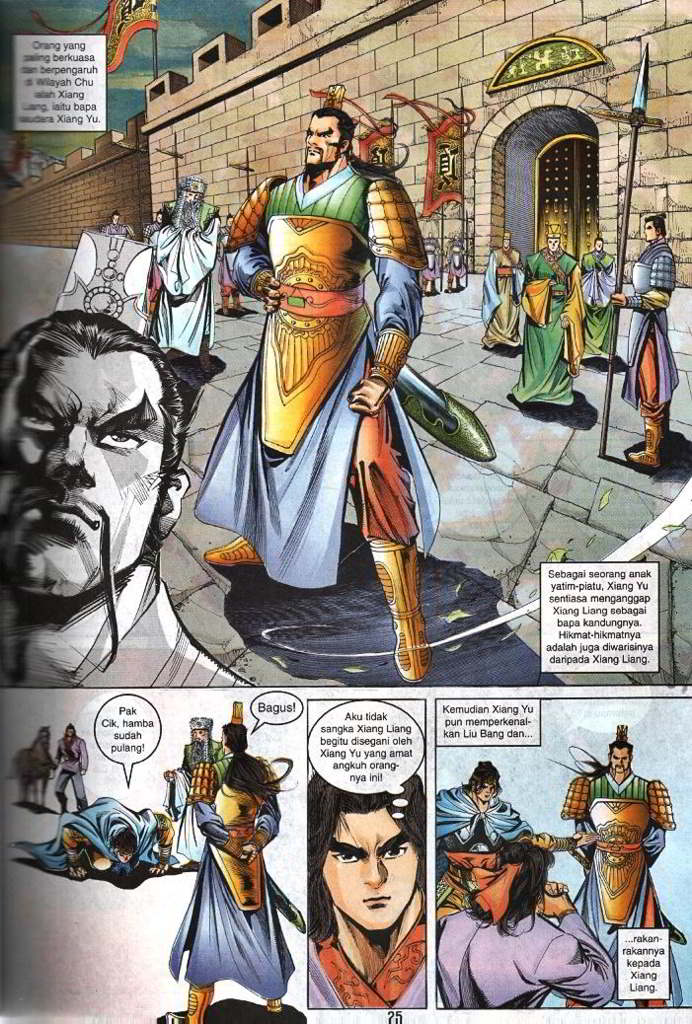 Orang yang
paling berkuasa
dan berpengaruh
di Wilayah Chu
ialah Xiang
Liang, iaitu bapa
saudara Xiang Yu.
Sebagai seorang anak
yatim-piatu, Xiang Yu
sentiasa menganggap
Xiang Liang sebagai
bapa kandungnya.
Hikmat-hikmatnya
adalah juga diwarisinya
daripada Xiang Liang.
Pak
Cik, hamba
sudah
pulang!
Bagus!
Aku tidak
sangka Xiang Liang
begitu disegani oleh
Xiang Yu yang amat
angkuh orang-
nya ini!
Kemudian Xiang Yu
pun memperkenal-
kan Liu Bang dan...
...rakan-
rakannya
kepada
Xiang
Liang.
25